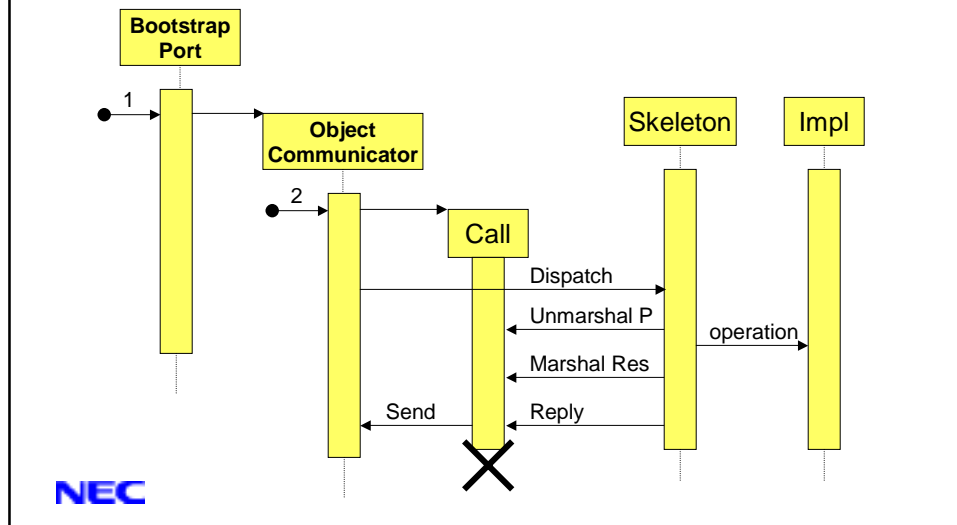 Bootstrap
Port
1
Object
Communicator
Skeleton
Impl
2
Call
Dispatch
Unmarshal P
operation
Marshal Res
Send
Reply
NEC